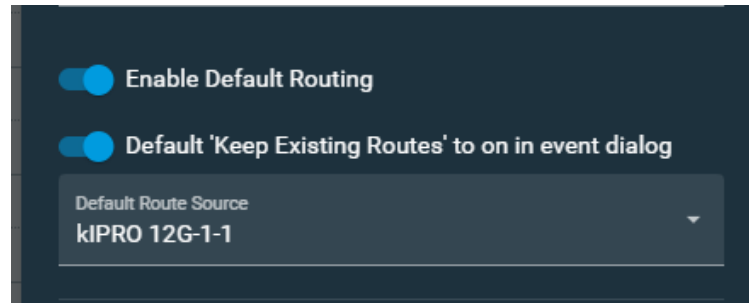 Enable Default Routing
Default 'Keep Existing Routes' to on in event dialog
Default Route Source
kIPRO 12G-1-1